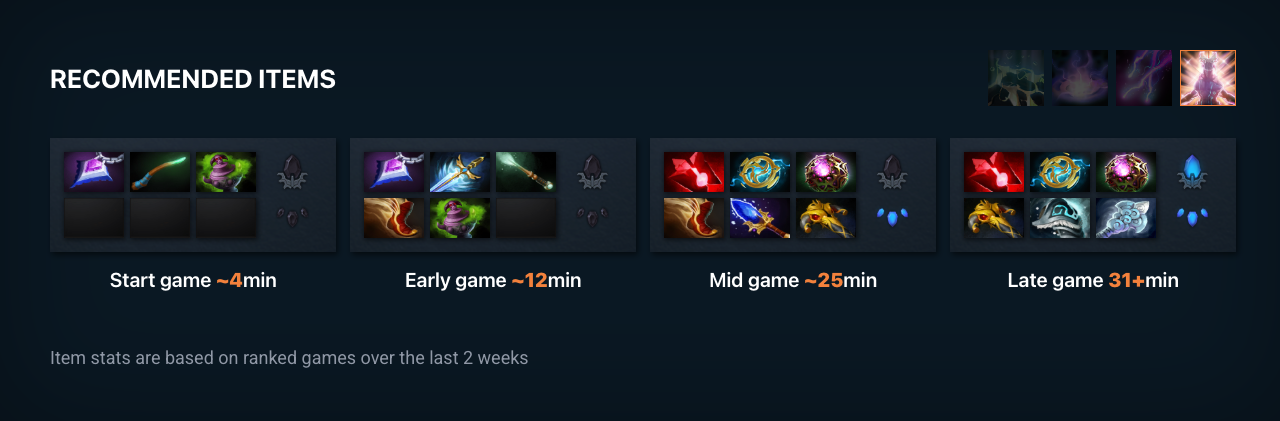 RECOMMENDED ITEMS
Start game ~4min
Early game ~12min
Mid game ~25min
Late game 31+min
Item stats are based on ranked games over the last 2 weeks